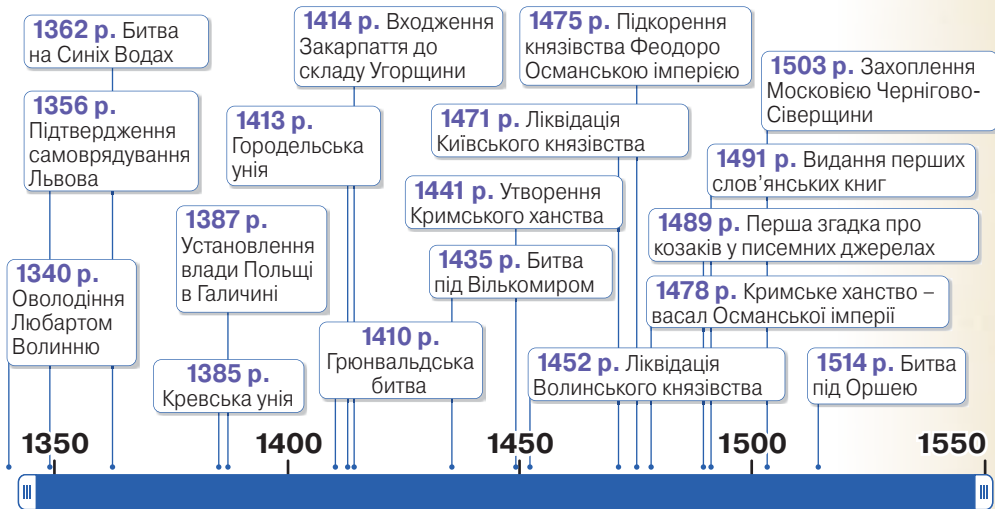 1362 р. Битва
на Синіх Водах
1356 р.
Підтвердження
самоврядування
Львова
1340 р.
Оволодіння
Любартом
Волинню
1387 р.
Установлення
влади Польщі
в Галичині
1385 р.
Кревська унія
1414 р. Входження
Закарпаття до
складу Угорщини
1413 р.
Городельська
унія
1410 р.
Грюнвальдська
битва
1475 р. Підкорення
князівства Феодоро
Османською імперією
1471 р. Ліквідація
Київського князівства
1441 р. Утворення
Кримського ханства
1435 р. Битва
під Вількомиром
1452 р. Ліквідація
Волинського князівства
1503 р. Захоплення
Московією Чернігово-
Сіверщини
1491 р. Видання перших
слов’янських книг
1489 р. Перша згадка про
козаків у писемних джерелах
1478 р. Кримське ханство –
васал Османської імперії
1514 р. Битва
під Оршею
1350 1400 1450 1500 1550